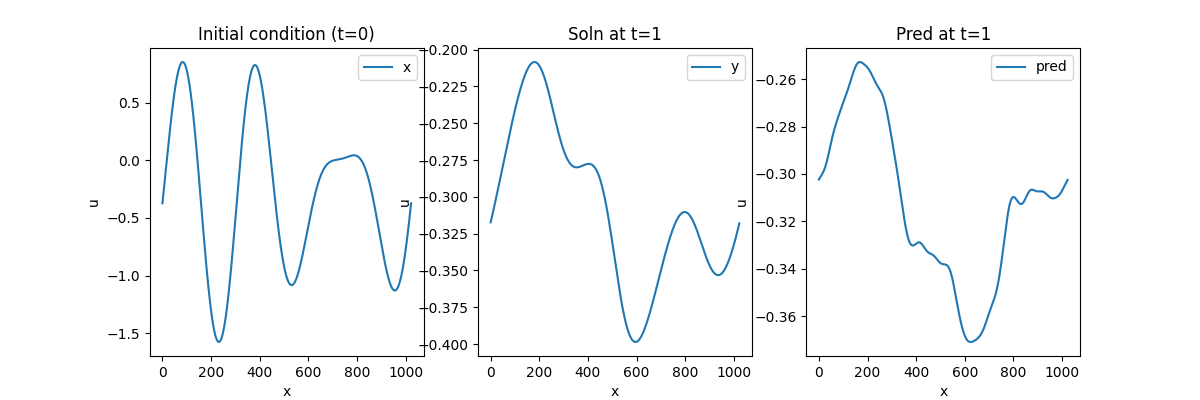 Initial condition (t=0)
x
u
0.5
0.0
−0.5
−1.0
−1.5
0 200 400 600 800 1000
x
Soln at t=1
y
u
−0.200
−0.225
−0.250
−0.275
−0.300
−0.325
−0.350
−0.375
−0.400
0 200 400 600 800 1000
x
Pred at t=1
pred
u
−0.26
−0.28
−0.30
−0.32
−0.34
−0.36
0 200 400 600 800 1000
x